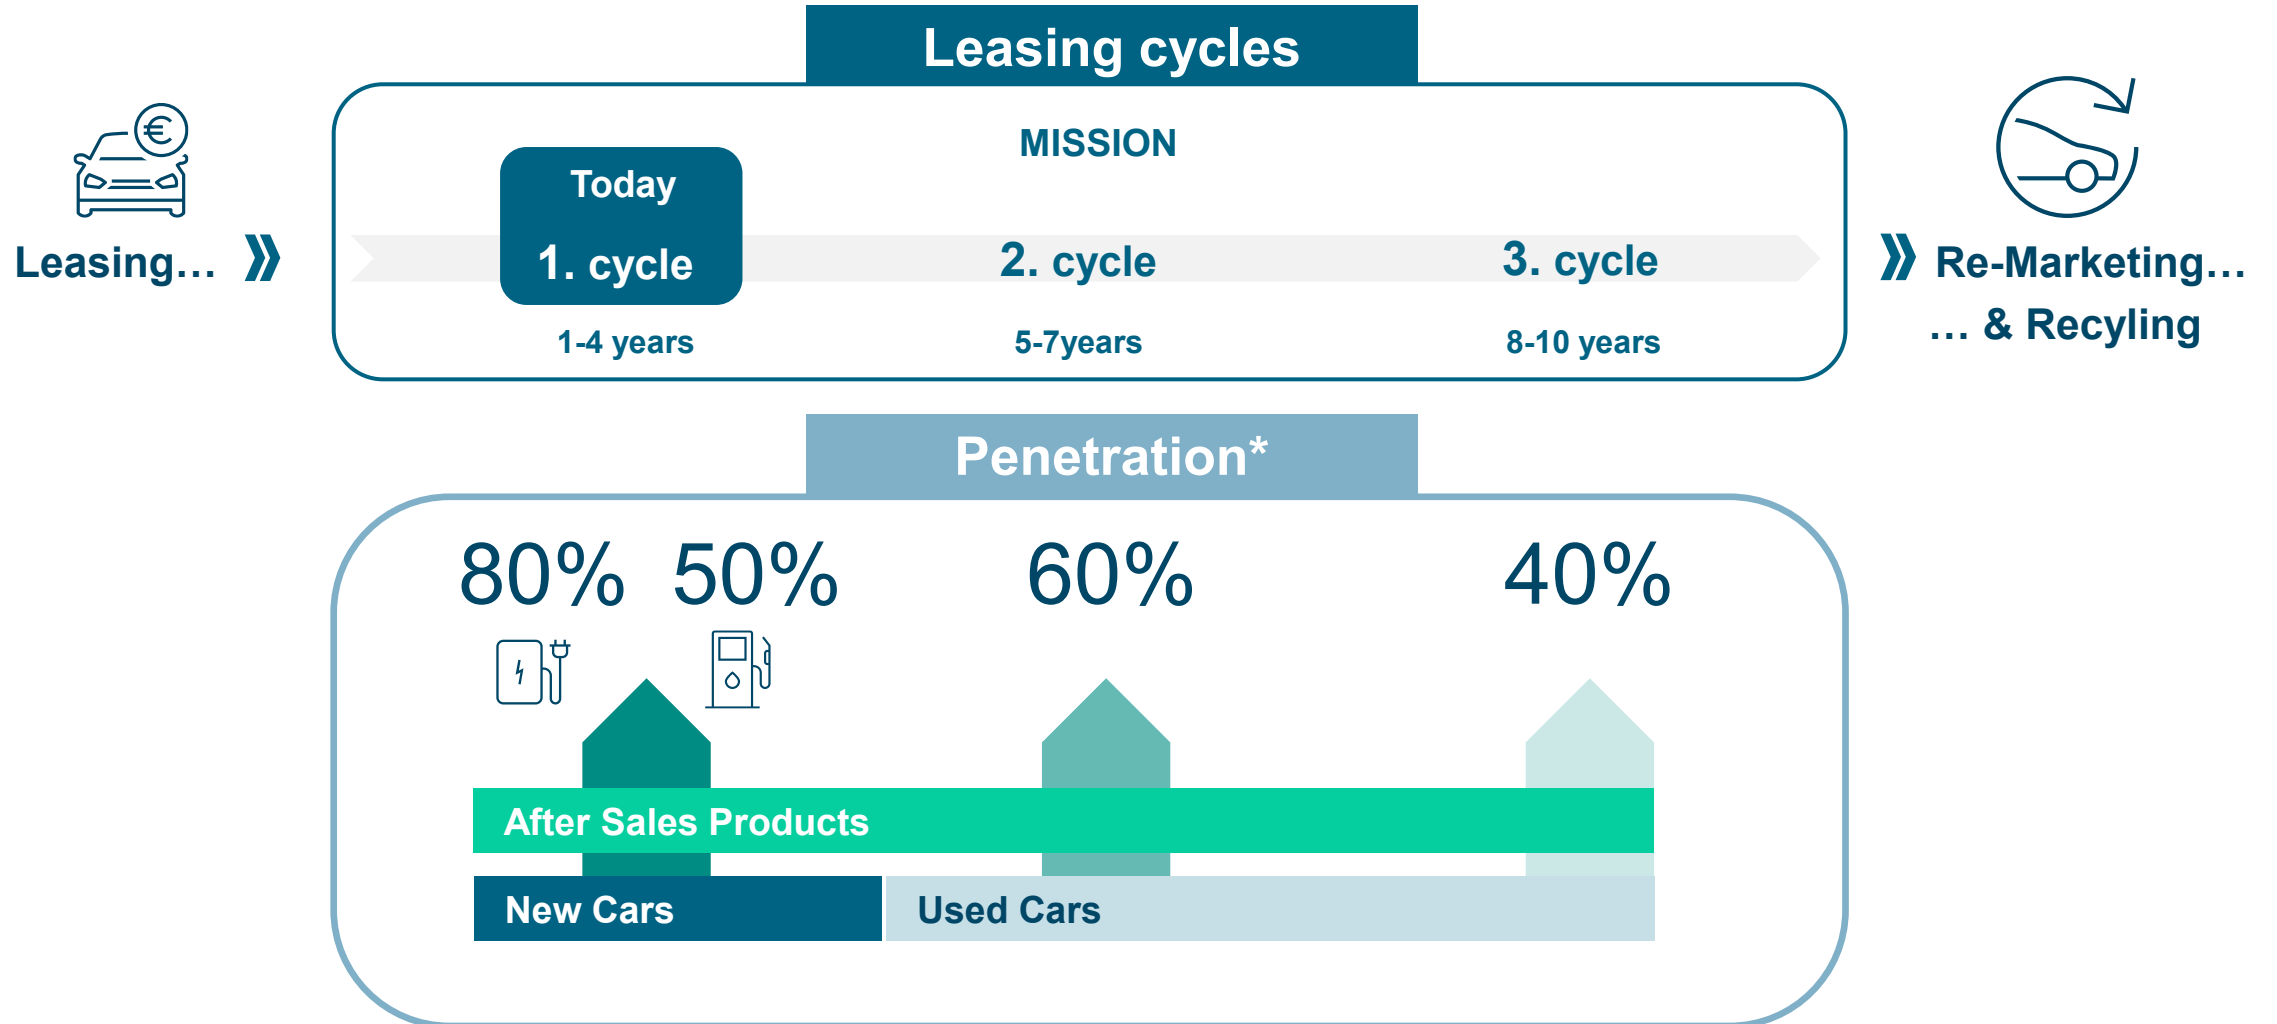 Leasing cycles
MISSION
Today
1. cycle
2. cycle
3. cycle
Leasing...
Re-Marketing...
... & Recyling
1-4 years
5-7years
8-10 years
Penetration*
80%
50%
60%
40%
After Sales Products
New Cars
Used Cars